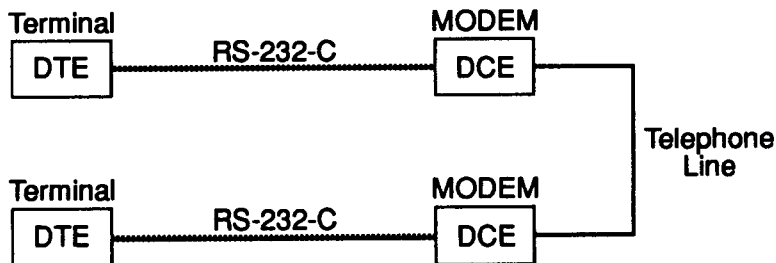 Terminal
DTE
RS-232-C
MODEM
DCE
Telephone
Line
Terminal
DTE
RS-232-C
MODEM
DCE